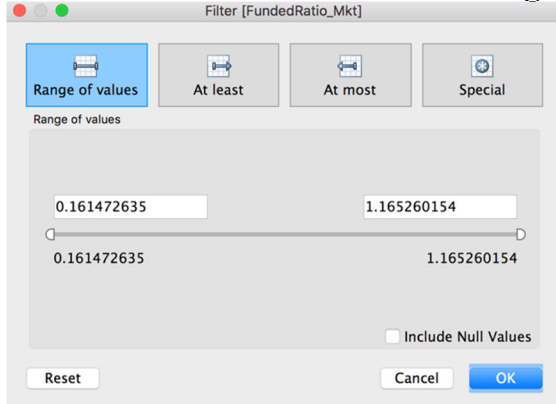 Filter [FundedRatio_Mkt]
Range of values At least At most Special
Range of values
0.161472635 1.165260154
0.161472635 1.165260154
Include Null Values
Reset Cancel OK